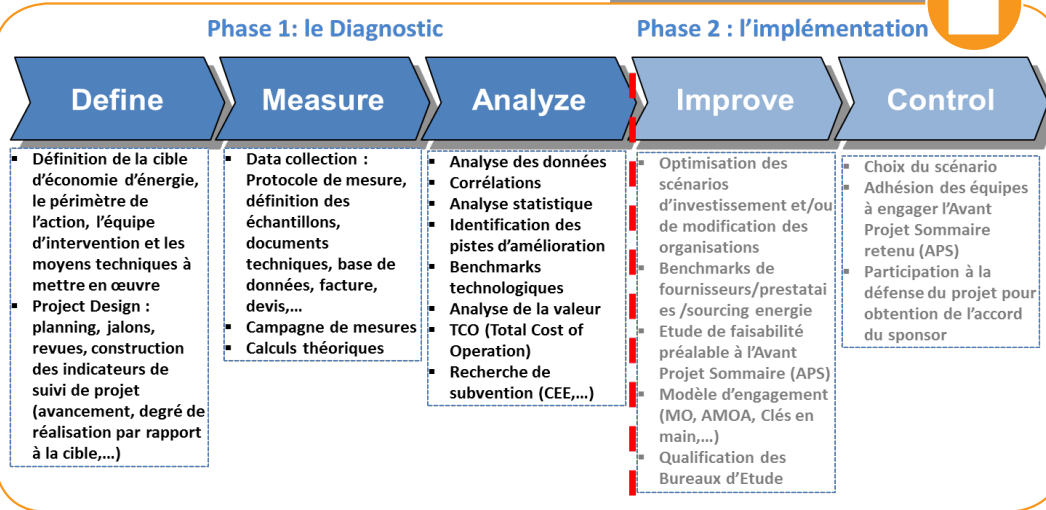 Phase 1: le Diagnostic
Phase 2 : l’implémentation
Define
Measure
Analyze
Improve
Control
▪ Définition de la cible
d’économie d’énergie,
le périmètre de
l’action, l’équipe
d’intervention et les
moyens techniques à
mettre en œuvre
▪ Project Design :
planning, jalons,
revues, construction
des indicateurs de
suivi de projet
(avancement, degré de
réalisation par rapport
à la cible,…)
▪ Data collection :
Protocole de mesure,
définition des
échantillons,
documents
techniques, base de
données, facture,
devis,…
▪ Campagne de mesures
▪ Calculs théoriques
▪ Analyse des données
▪ Corrélations
▪ Analyse statistique
▪ Identification des
pistes d’amélioration
▪ Benchmarks
technologiques
▪ Analyse de la valeur
▪ TCO (Total Cost of
Operation)
▪ Recherche de
subvention (CEE,…)
▪ Optimisation des
scénarios
d’investissement et/ou
de modification des
organisations
▪ Benchmarks de
fournisseurs/prestatai
es /sourcing energie
▪ Etude de faisabilité
préalable à l’Avant
Projet Sommaire (APS)
▪ Modèle d’engagement
(MO, AMOA, Clés en
main,…)
▪ Qualification des
Bureaux d’Etude
▪ Choix du scénario
▪ Adhésion des équipes
à engager l’Avant
Projet Sommaire
retenu (APS)
▪ Participation à la
défense du projet pour
obtention de l’accord
du sponsor